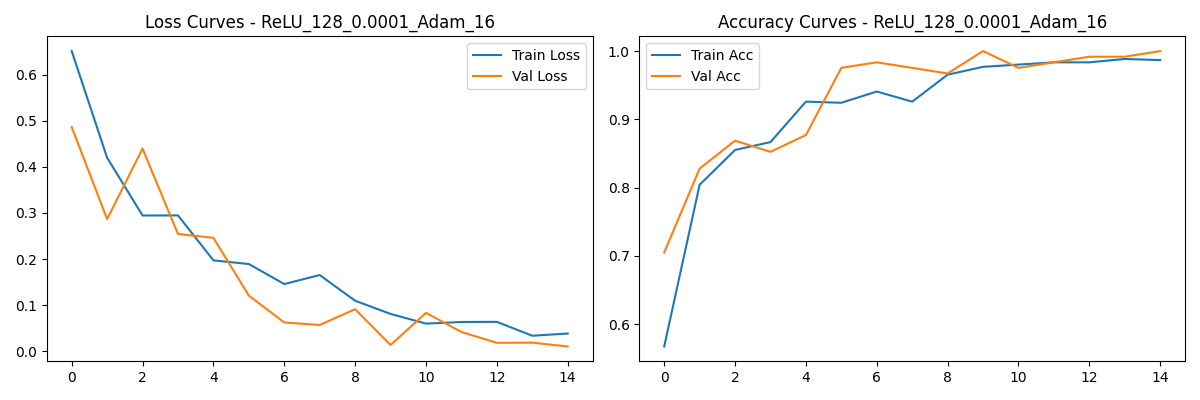 Loss Curves - ReLU_128_0.0001_Adam_16
Train Loss
Val Loss
0.6
0.5
0.4
0.3
0.2
0.1
0.0
0 2 4 6 8 10 12 14
Accuracy Curves - ReLU_128_0.0001_Adam_16
Train Acc
Val Acc
1.0
0.9
0.8
0.7
0.6
0 2 4 6 8 10 12 14